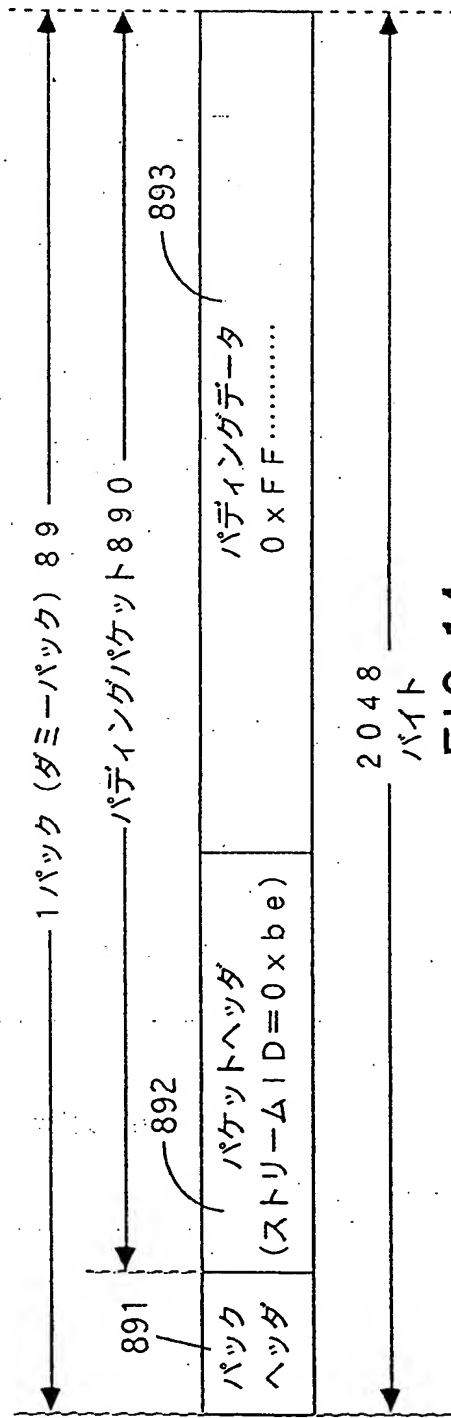 1パック (ダミーパック) 89
パディングパケット890
891
892
893
パック
ヘッダ
パケットヘッダ
(ストリームID=0xbe)
パディングデータ
0xFF.............
2048
バイト